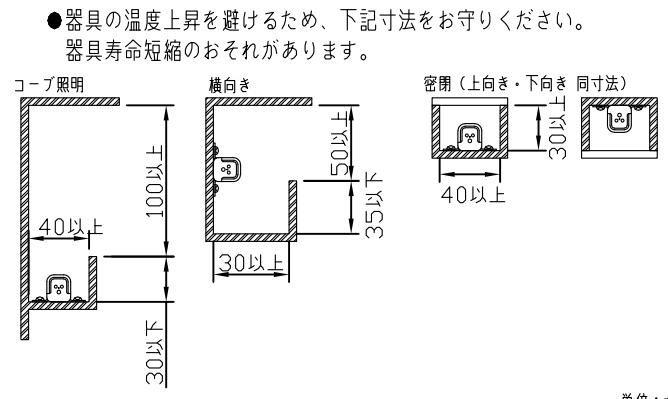 ●器具の温度上昇を避けるため、下記寸法をお守りください。
器具寿命短縮のおそれがあります。
コーブ照明
横向き
密閉（上向き・下向き 同寸法）
100以上
40以上
30以下
50以上
35以下
30以上
30以上
40以上